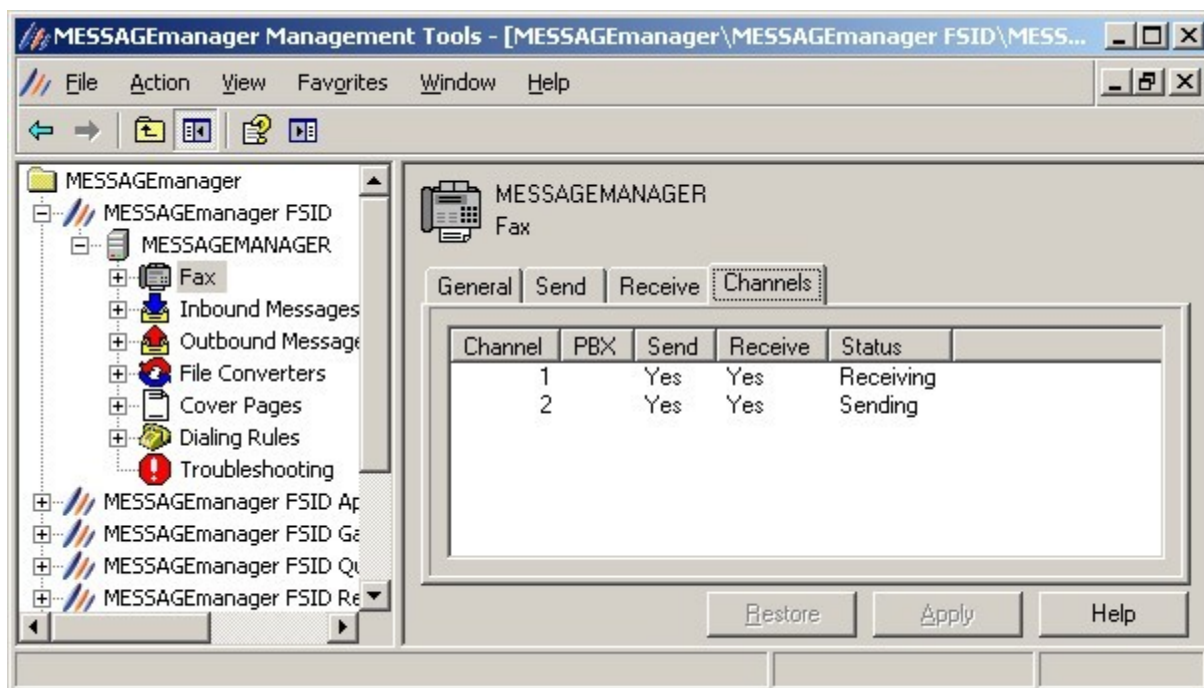 MESSAGEmanager Management Tools - [MESSAGEmanager\MESSAGEmanager FSID\MESS...
File Action View Favorites Window Help
MESSAGEmanager
MESSAGEmanager FSID
MESSAGEMANAGER
Fax
Inbound Messages
Outbound Message
File Converters
Cover Pages
Dialing Rules
Troubleshooting
MESSAGEmanager FSID Ap
MESSAGEmanager FSID Ga
MESSAGEmanager FSID Qu
MESSAGEmanager FSID Re
MESSAGEMANAGER
Fax
General Send Receive Channels
Channel PBX Send Receive Status
1 Yes Yes Receiving
2 Yes Yes Sending
Restore Apply Help